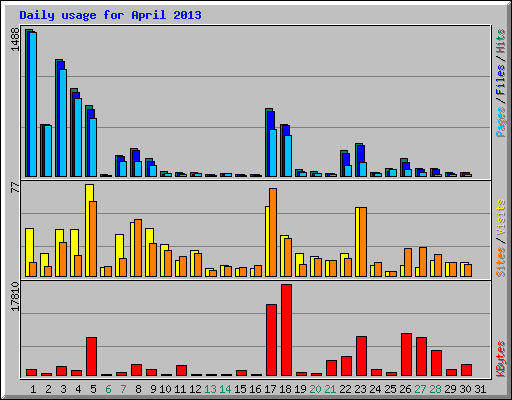 Daily usage for April 2013
1488
Pages / Files / Hits
77
Sites / Visits
17810
KBytes
1 2 3 4 5 6 7 8 9 10 11 12 13 14 15 16 17 18 19 20 21 22 23 24 25 26 27 28 29 30 31